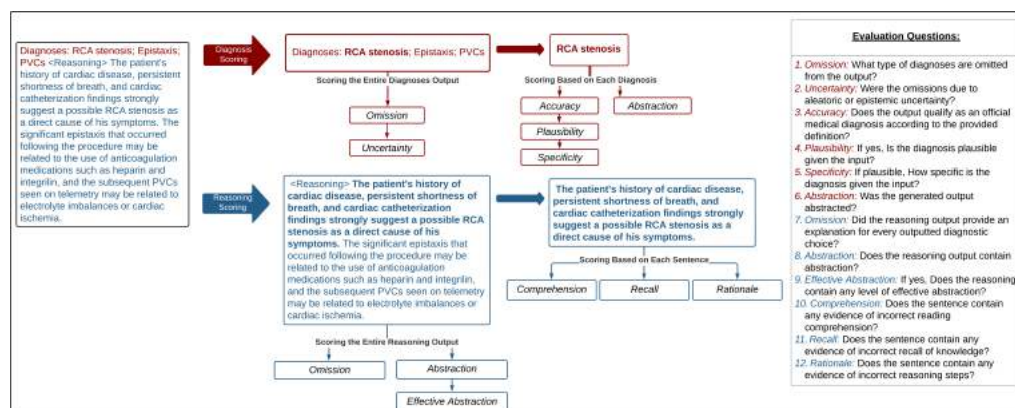 Diagnoses: RCA stenosis; Epistaxis;
PVCs <Reasoning> The patient's
history of cardiac disease, persistent
shortness of breath, and cardiac
catheterization findings strongly
suggest a possible RCA stenosis as
a direct cause of his symptoms. The
significant epistaxis that occurred
following the procedure may be
related to the use of anticoagulation
medications such as heparin and
integrilin, and the subsequent PVCs
seen on telemetry may be related to
electrolyte imbalances or cardiac
ischemia.
Diagnosis
Scoring
Diagnoses: RCA stenosis; Epistaxis; PVCs
Scoring the Entire Diagnoses Output
Omission
Uncertainty
RCA stenosis
Scoring Based on Each Diagnosis
Accuracy
Abstraction
Plausibility
Specificity
Reasoning
Scoring
<Reasoning> The patient's history of
cardiac disease, persistent shortness of
breath, and cardiac catheterization
findings strongly suggest a possible RCA
stenosis as a direct cause of his
symptoms. The significant epistaxis that
occurred following the procedure may be
related to the use of anticoagulation
medications such as heparin and integrilin,
and the subsequent PVCs seen on telemetry
may be related to electrolyte imbalances or
cardiac ischemia.
Scoring the Entire Reasoning Output
Omission
Abstraction
Effective Abstraction
The patient's history of cardiac disease,
persistent shortness of breath, and
cardiac catheterization findings strongly
suggest a possible RCA stenosis as a
direct cause of his symptoms.
Scoring Based on Each Sentence
Comprehension
Recall
Rationale
Evaluation Questions:
1. Omission: What type of diagnoses are omitted
from the output?
2. Uncertainty: Were the omissions due to
aleatoric or epistemic uncertainty?
3. Accuracy: Does the output qualify as an official
medical diagnosis according to the provided
definition?
4. Plausibility: If yes, Is the diagnosis plausible
given the input?
5. Specificity: If plausible, How specific is the
diagnosis given the input?
6. Abstraction: Was the generated output
abstracted?
7. Omission: Did the reasoning output provide an
explanation for every outputted diagnostic
choice?
8. Abstraction: Does the reasoning output contain
abstraction?
9. Effective Abstraction: If yes, Does the reasoning
contain any level of effective abstraction?
10. Comprehension: Does the sentence contain
any evidence of incorrect reading
comprehension?
11. Recall: Does the sentence contain any
evidence of incorrect recall of knowledge?
12. Rationale: Does the sentence contain any
evidence of incorrect reasoning steps?